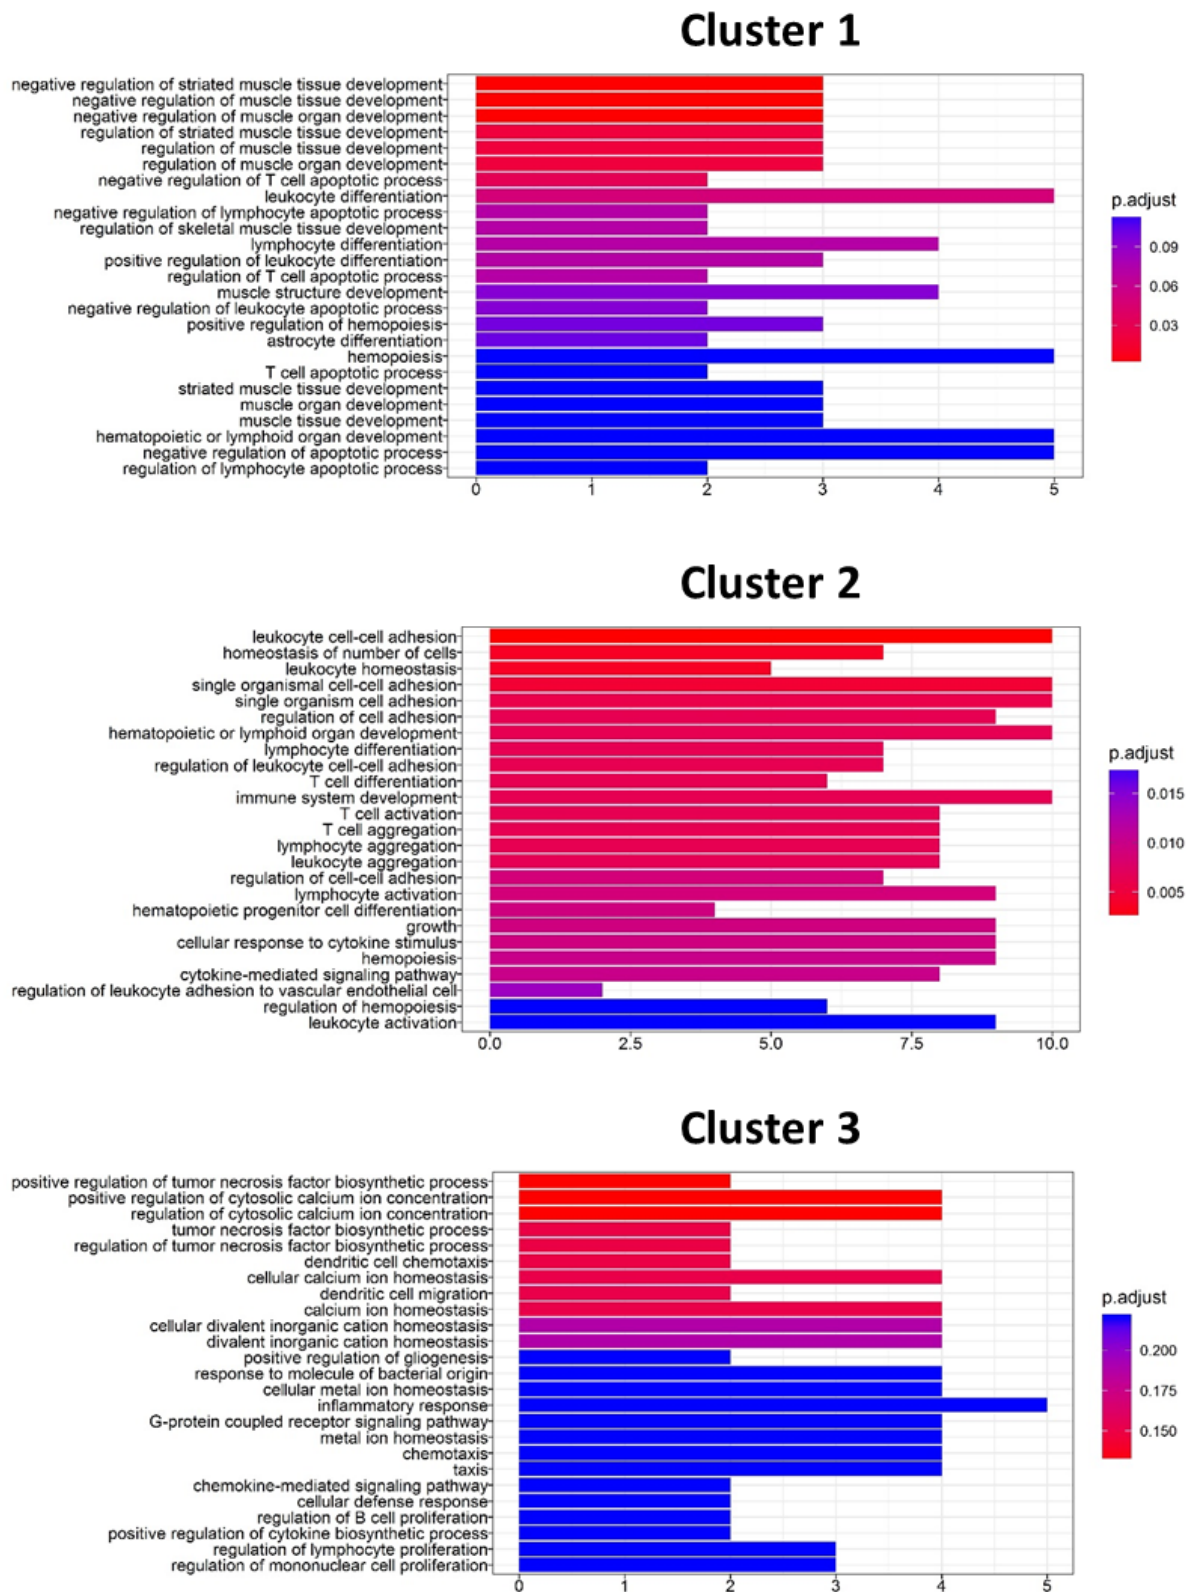 Cluster 1
negative regulation of striated muscle tissue development
negative regulation of muscle tissue development
negative regulation of muscle organ development
regulation of striated muscle tissue development
regulation of muscle tissue development
regulation of muscle organ development
negative regulation of T cell apoptotic process
leukocyte differentiation
negative regulation of lymphocyte apoptotic process
regulation of skeletal muscle tissue development
lymphocyte differentiation
positive regulation of leukocyte differentiation
regulation of T cell apoptotic process
muscle structure development
negative regulation of leukocyte apoptotic process
positive regulation of hemopoiesis
astrocyte differentiation
hemopoiesis
T cell apoptotic process
striated muscle tissue development
muscle organ development
muscle tissue development
hematopoietic or lymphoid organ development
negative regulation of apoptotic process
regulation of lymphocyte apoptotic process
0 1 2 3 4 5
p.adjust
0.09
0.06
0.03
Cluster 2
leukocyte cell-cell adhesion
homeostasis of number of cells
leukocyte homeostasis
single organismal cell-cell adhesion
single organism cell adhesion
regulation of cell adhesion
hematopoietic or lymphoid organ development
lymphocyte differentiation
regulation of leukocyte cell-cell adhesion
T cell differentiation
immune system development
T cell activation
T cell aggregation
lymphocyte aggregation
leukocyte aggregation
regulation of cell-cell adhesion
lymphocyte activation
hematopoietic progenitor cell differentiation
growth
cellular response to cytokine stimulus
hemopoiesis
cytokine-mediated signaling pathway
regulation of leukocyte adhesion to vascular endothelial cell
regulation of hemopoiesis
leukocyte activation
0.0 2.5 5.0 7.5 10.0
p.adjust
0.015
0.010
0.005
Cluster 3
positive regulation of tumor necrosis factor biosynthetic process
positive regulation of cytosolic calcium ion concentration
regulation of cytosolic calcium ion concentration
tumor necrosis factor biosynthetic process
regulation of tumor necrosis factor biosynthetic process
dendritic cell chemotaxis
cellular calcium ion homeostasis
dendritic cell migration
calcium ion homeostasis
cellular divalent inorganic cation homeostasis
divalent inorganic cation homeostasis
positive regulation of gliogenesis
response to molecule of bacterial origin
cellular metal ion homeostasis
inflammatory response
G-protein coupled receptor signaling pathway
metal ion homeostasis
chemotaxis
taxis
chemokine-mediated signaling pathway
cellular defense response
regulation of B cell proliferation
positive regulation of cytokine biosynthetic process
regulation of lymphocyte proliferation
regulation of mononuclear cell proliferation
0 1 2 3 4 5
p.adjust
0.200
0.175
0.150